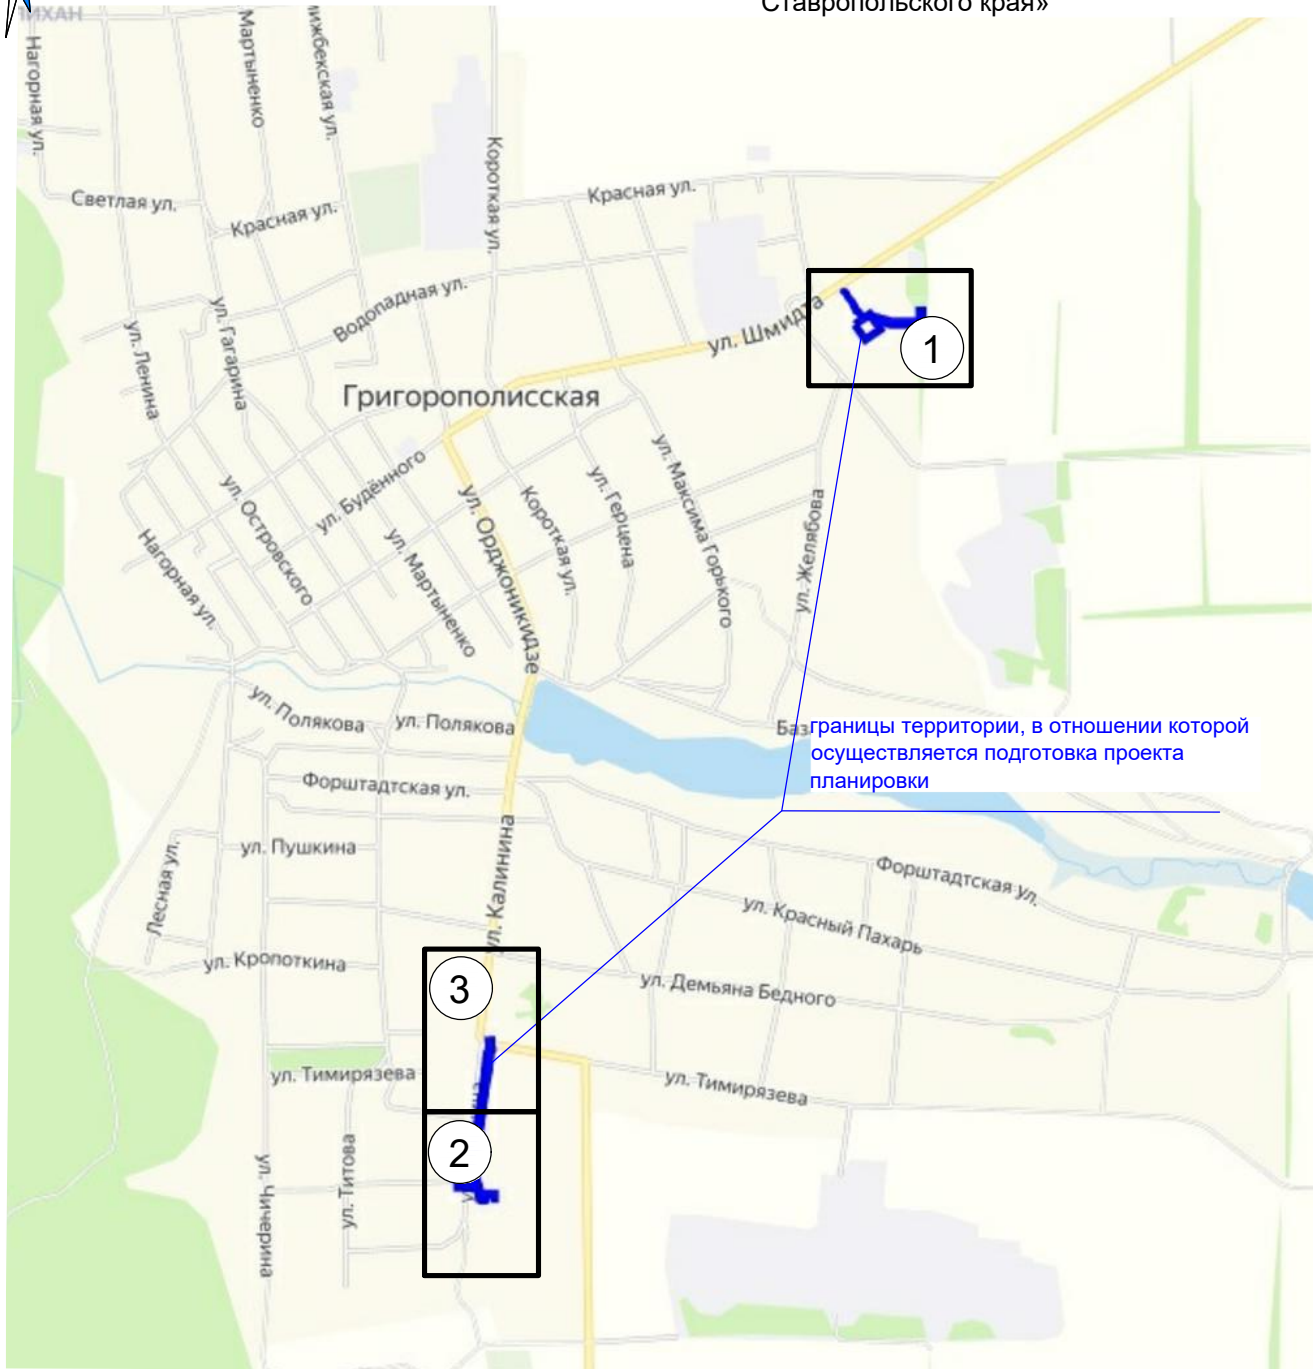 Ставропольского края»
Нагорная ул.
Мартыненко
Короткая ул.
Светлая ул.
Красная ул.
Красная ул.
Водопадная ул.
ул. Гагарина
ул. Ленина
ул. Шмидта
1
Григорополисская
ул. Будённого
ул. Островского
Нагорная ул.
ул. Мартыненко
ул. Орджоникидзе
Короткая ул.
ул. Герцена
ул. Максима Горького
ул. Желябова
ул. Полякова
ул. Полякова
границы территории, в отношении которой
осуществляется подготовка проекта
планировки
Форштадтская ул.
ул. Пушкина
Лесная ул.
ул. Калинина
Форштадтская ул.
ул. Красный Пахарь
ул. Кропоткина
3
ул. Демьяна Бедного
ул. Тимирязева
ул. Тимирязева
2
ул. Титова
ул. Чичерина